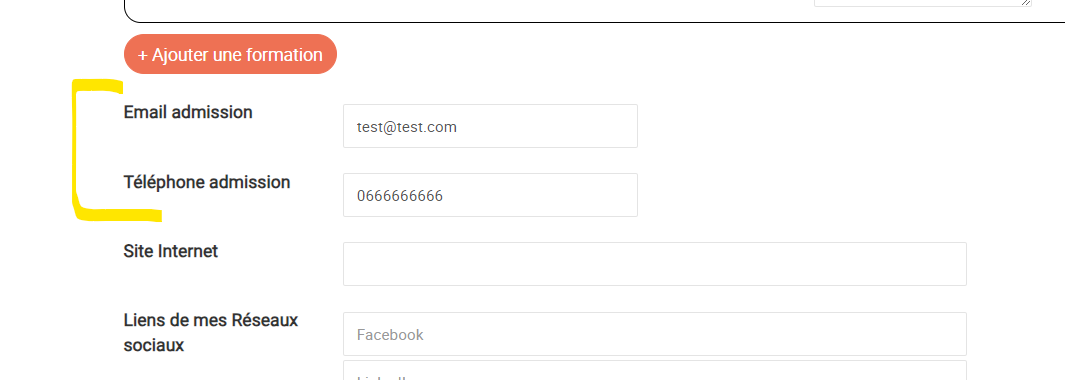 + Ajouter une formation
Email admission
test@test.com
Téléphone admission
0666666666
Site Internet
Liens de mes Réseaux
sociaux
Facebook